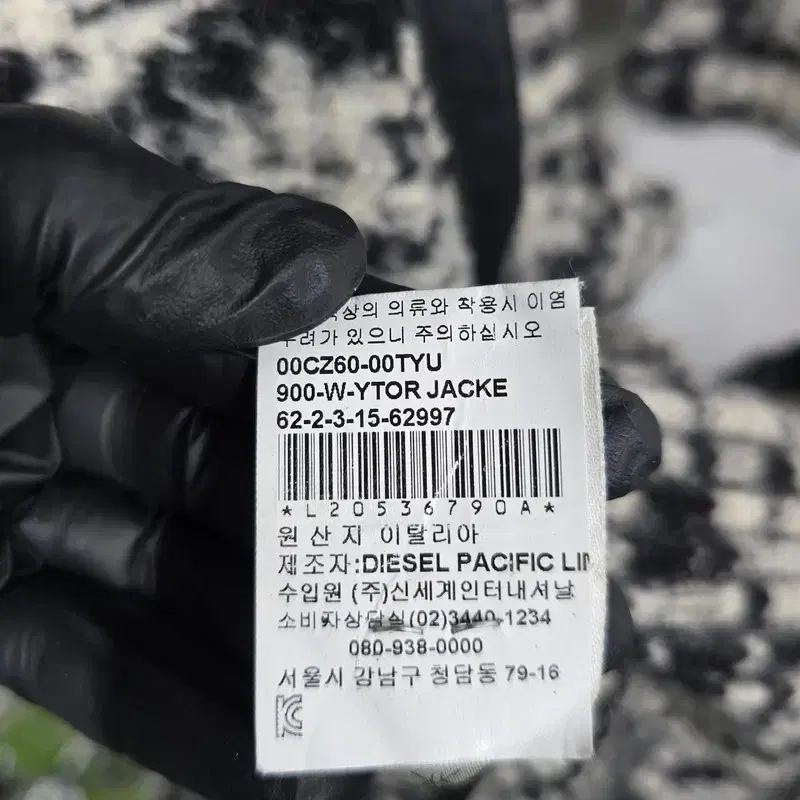 상의 의류와 착용시 이염
우려가 있으니 주의하십시오
00CZ60-00TYU
900-W-YTOR JACKE
62-2-3-15-62997
*L20536790A*
원산지 이탈리아
제조자:DIESEL PACIFIC LI
수입원 (주)신세계인터내셔날
소비자상담실(02)3440-1234
080-938-0000
서울시 강남구 청담동 79-16